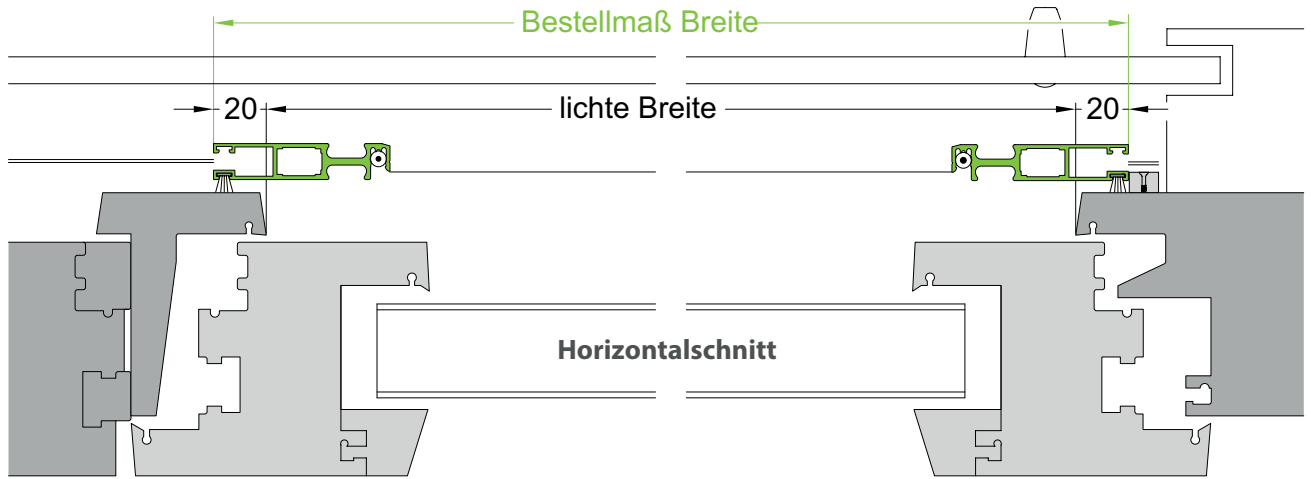 Bestellmaß Breite
20 lichte Breite 20
Horizontalschnitt